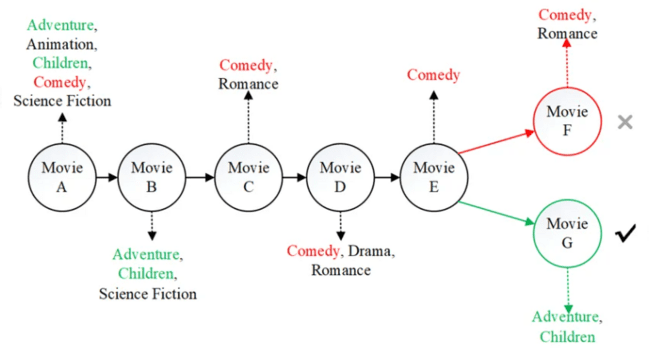 Adventure,
Animation,
Children,
Comedy,
Science Fiction
Comedy,
Romance
Comedy
Comedy,
Romance
Movie
A
Movie
B
Movie
C
Movie
D
Movie
E
Movie
F
Movie
G
Adventure,
Children,
Science Fiction
Comedy, Drama,
Romance
Adventure,
Children